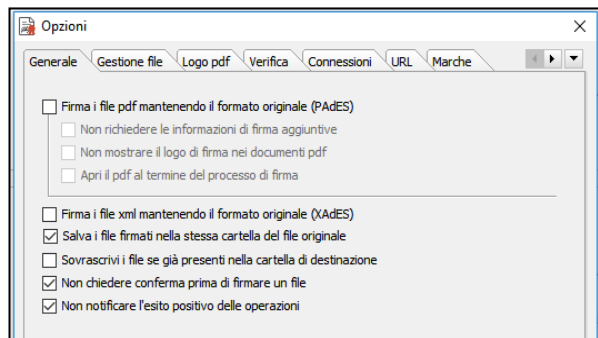 Opzioni
Generale Gestione file Logo pdf Verifica Connessioni URL Marche
Firma i file pdf mantenendo il formato originale (PAdES)
Non richiedere le informazioni di firma aggiuntive
Non mostrare il logo di firma nei documenti pdf
Apri il pdf al termine del processo di firma
Firma i file xml mantenendo il formato originale (XAdES)
Salva i file firmati nella stessa cartella del file originale
Sovrascrivi i file se già presenti nella cartella di destinazione
Non chiedere conferma prima di firmare un file
Non notificare l'esito positivo delle operazioni